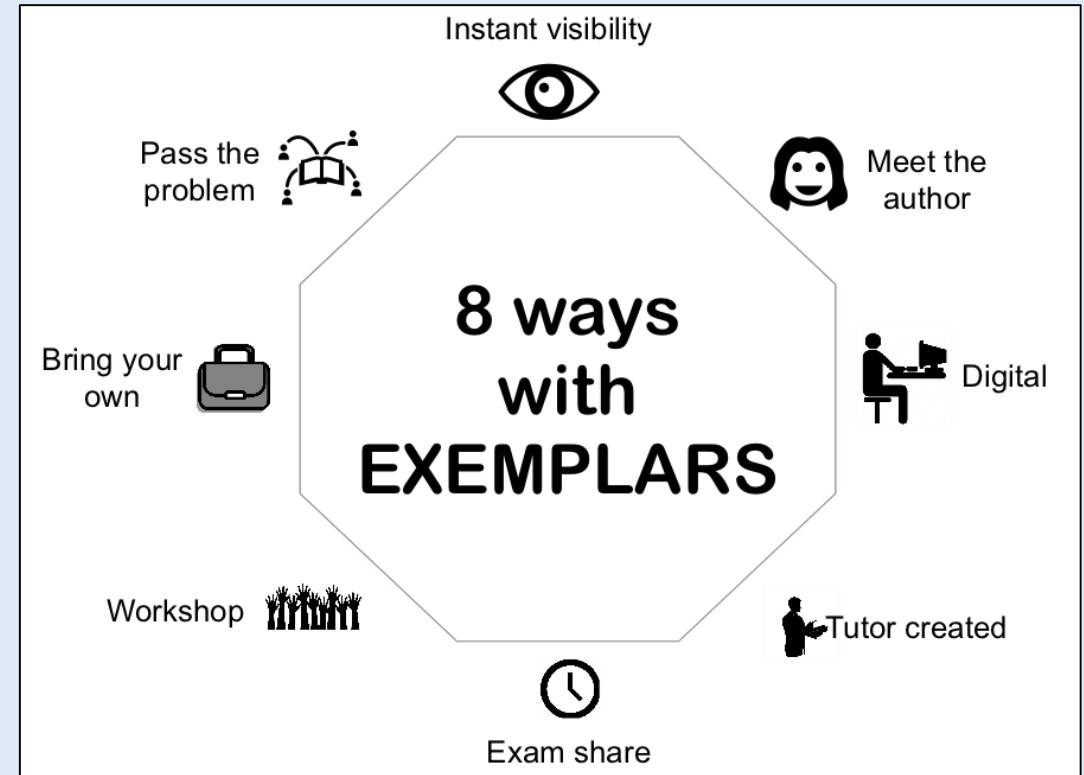 Instant visibility
Pass the
problem
Meet the
author
8 ways
with
EXEMPLARS
Bring your
own
Digital
Workshop
Tutor created
Exam share